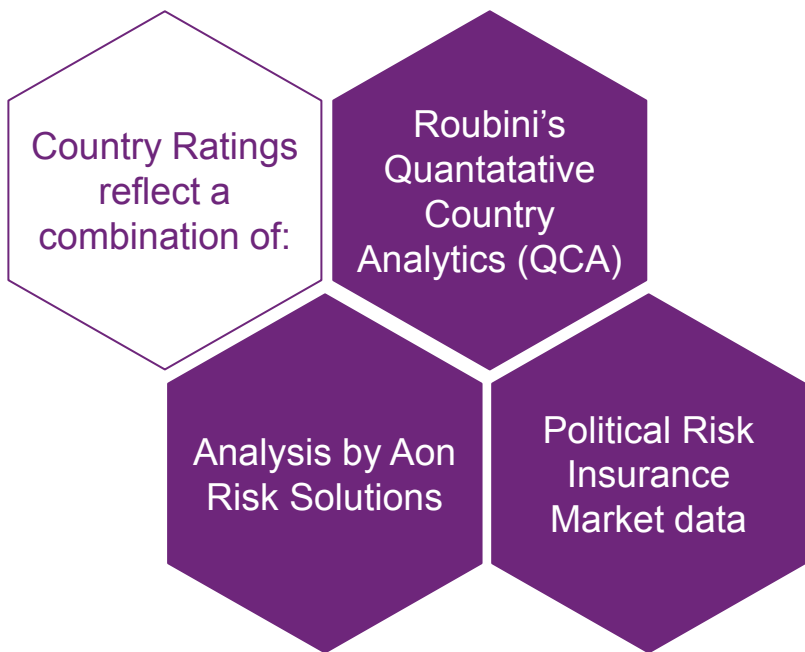 Country Ratings
reflect a
combination of:
Roubini’s
Quantatative
Country
Analytics (QCA)
Analysis by Aon
Risk Solutions
Political Risk
Insurance
Market data